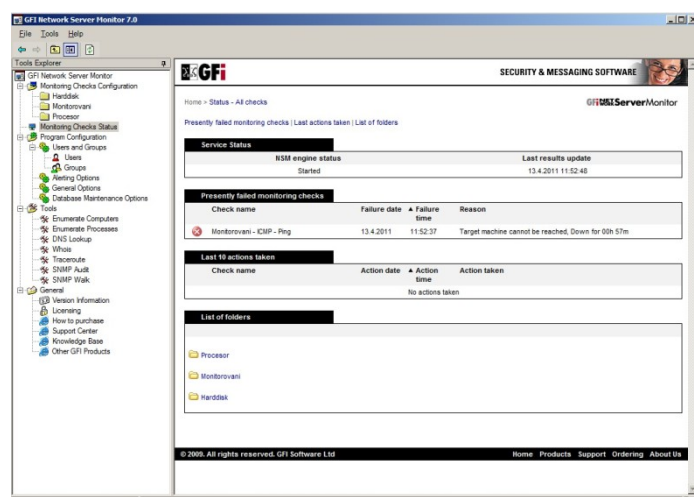 GFI Network Server Monitor 7.0
File Tools Help
Tools Explorer
GFI Network Server Monitor
Monitoring Checks Configuration
Harddisk
Monitorovani
Procesor
Monitoring Checks Status
Program Configuration
Users and Groups
Users
Groups
Alerting Options
General Options
Database Maintenance Options
Tools
Enumerate Computers
Enumerate Processes
DNS Lookup
Whois
Traceroute
SNMP Audit
SNMP Walk
General
Version Information
Licensing
How to purchase
Support Center
Knowledge Base
Other GFI Products
GFi
SECURITY & MESSAGING SOFTWARE
Home > Status - All checks
ServerMonitor
Presently failed monitoring checks | Last actions taken | List of folders
Service Status
NSM engine status Last results update
Started 13.4.2011 11:52:48
Presently failed monitoring checks
Check name Failure date ▲ Failure time Reason
Monitorovani - ICMP - Ping 13.4.2011 11:52:37 Target machine cannot be reached, Down for 00h 57m
Last 10 actions taken
Check name Action date ▲ Action time Action taken
No actions taken
List of folders
Procesor
Monitorovani
Harddisk
© 2009. All rights reserved. GFI Software Ltd Home Products Support Ordering About Us